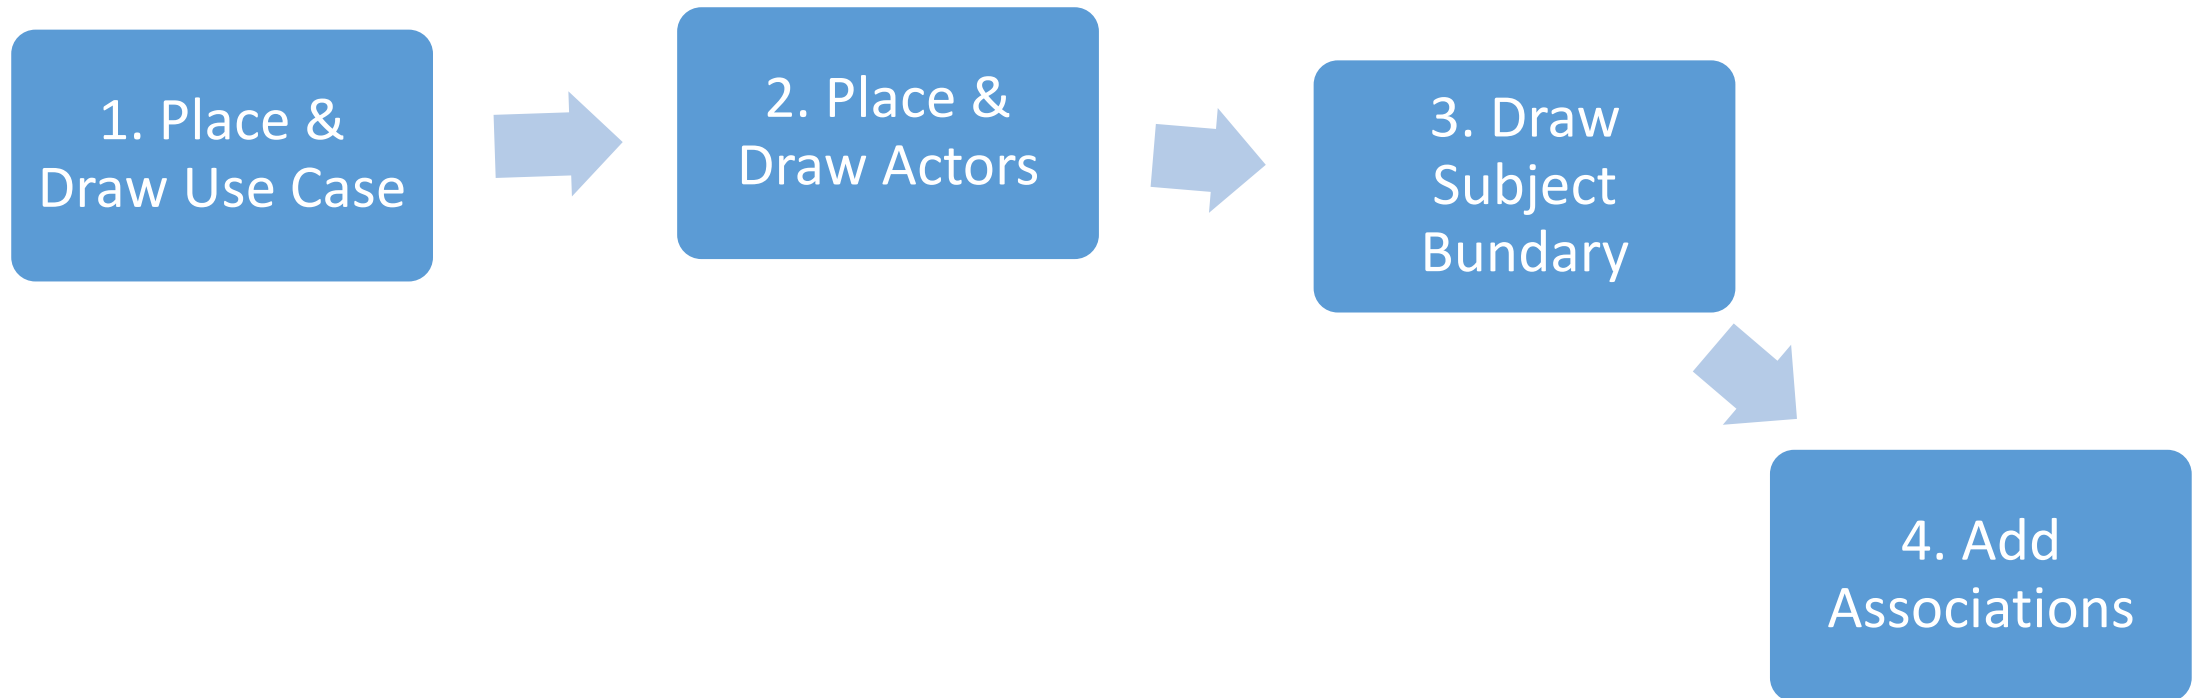 1. Place &
Draw Use Case
2. Place &
Draw Actors
3. Draw
Subject
Bundary
4. Add
Associations